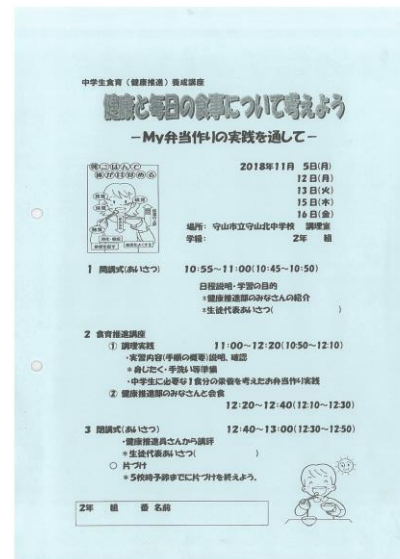 中学生食育（健康推進）養成講座
健康と毎日の食事について考えよう
－My弁当作りの実践を通して－
2018年11月　5日(月)
12日(月)
13日(火)
15日(木)
16日(金)
場所：　守山市立守山北中学校　調理室
学級：　2年　組
朝ごはんと
1　開講式(あいさつ)　10:55～11:00(10:45～10:50)
日程説明・学習の目的
*健康推進部のみなさんの紹介
*生徒代表あいさつ(　　　)
2　食育推進講座
①　調理実践　11:00～12:20(10:50～12:10)
・実習内容(手順の概要)説明、確認
*身じたく・手洗い等準備
・中学生に必要な1食分の栄養を考えたお弁当作り実践
②　健康推進部のみなさんと会食
12:20～12:40(12:10～12:30)
3　閉講式(あいさつ)　12:40～13:00(12:30～12:50)
・健康推進員さんから講評
*生徒代表あいさつ(　　　)
○　片づけ
*5校時予鈴までに片づけを終えよう。
2年　組　番　名前